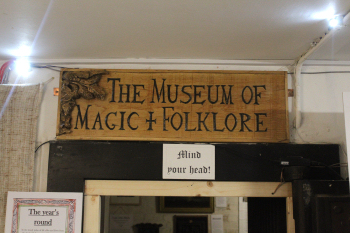 THE MUSEUM OF
MAGIC + FOLKLORE
Mind
your head!
The year's
round